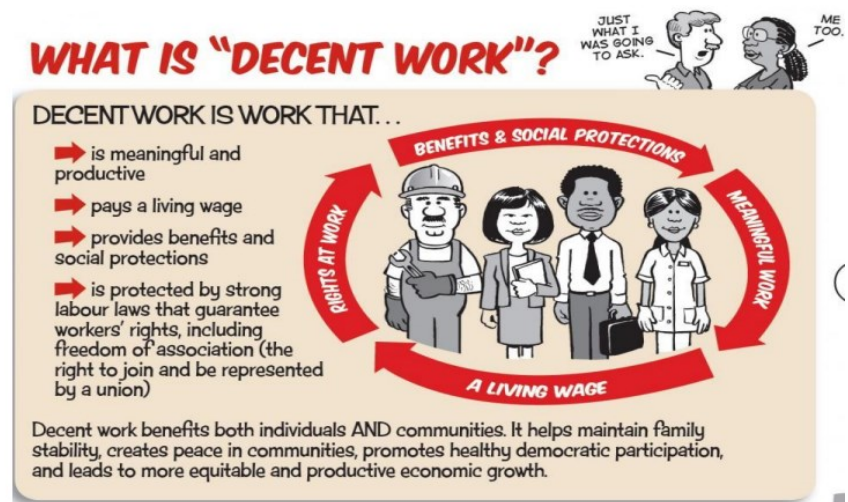 JUST
WHAT I
WAS GOING
TO ASK.
ME
TOO.
WHAT IS "DECENT WORK"?
DECENT WORK IS WORK THAT...
is meaningful and
productive
pays a living wage
provides benefits and
social protections
is protected by strong
labour laws that guarantee
workers' rights, including
freedom of association (the
right to join and be represented
by a union)
BENEFITS & SOCIAL PROTECTIONS
MEANINGFUL WORK
A LIVING WAGE
RIGHTS AT WORK
Decent work benefits both individuals AND communities. It helps maintain family
stability, creates peace in communities, promotes healthy democratic participation,
and leads to more equitable and productive economic growth.